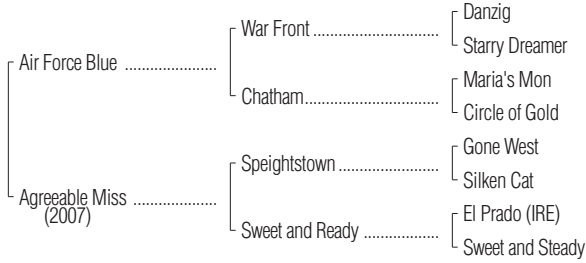 Danzig
War Front ..............................
Starry Dreamer
Air Force Blue ......................
Maria's Mon
Chatham................................
Circle of Gold
Gone West
Speightstown ........................
Silken Cat
Agreeable Miss ....................
(2007)
El Prado (IRE)
Sweet and Ready ..................
Sweet and Steady